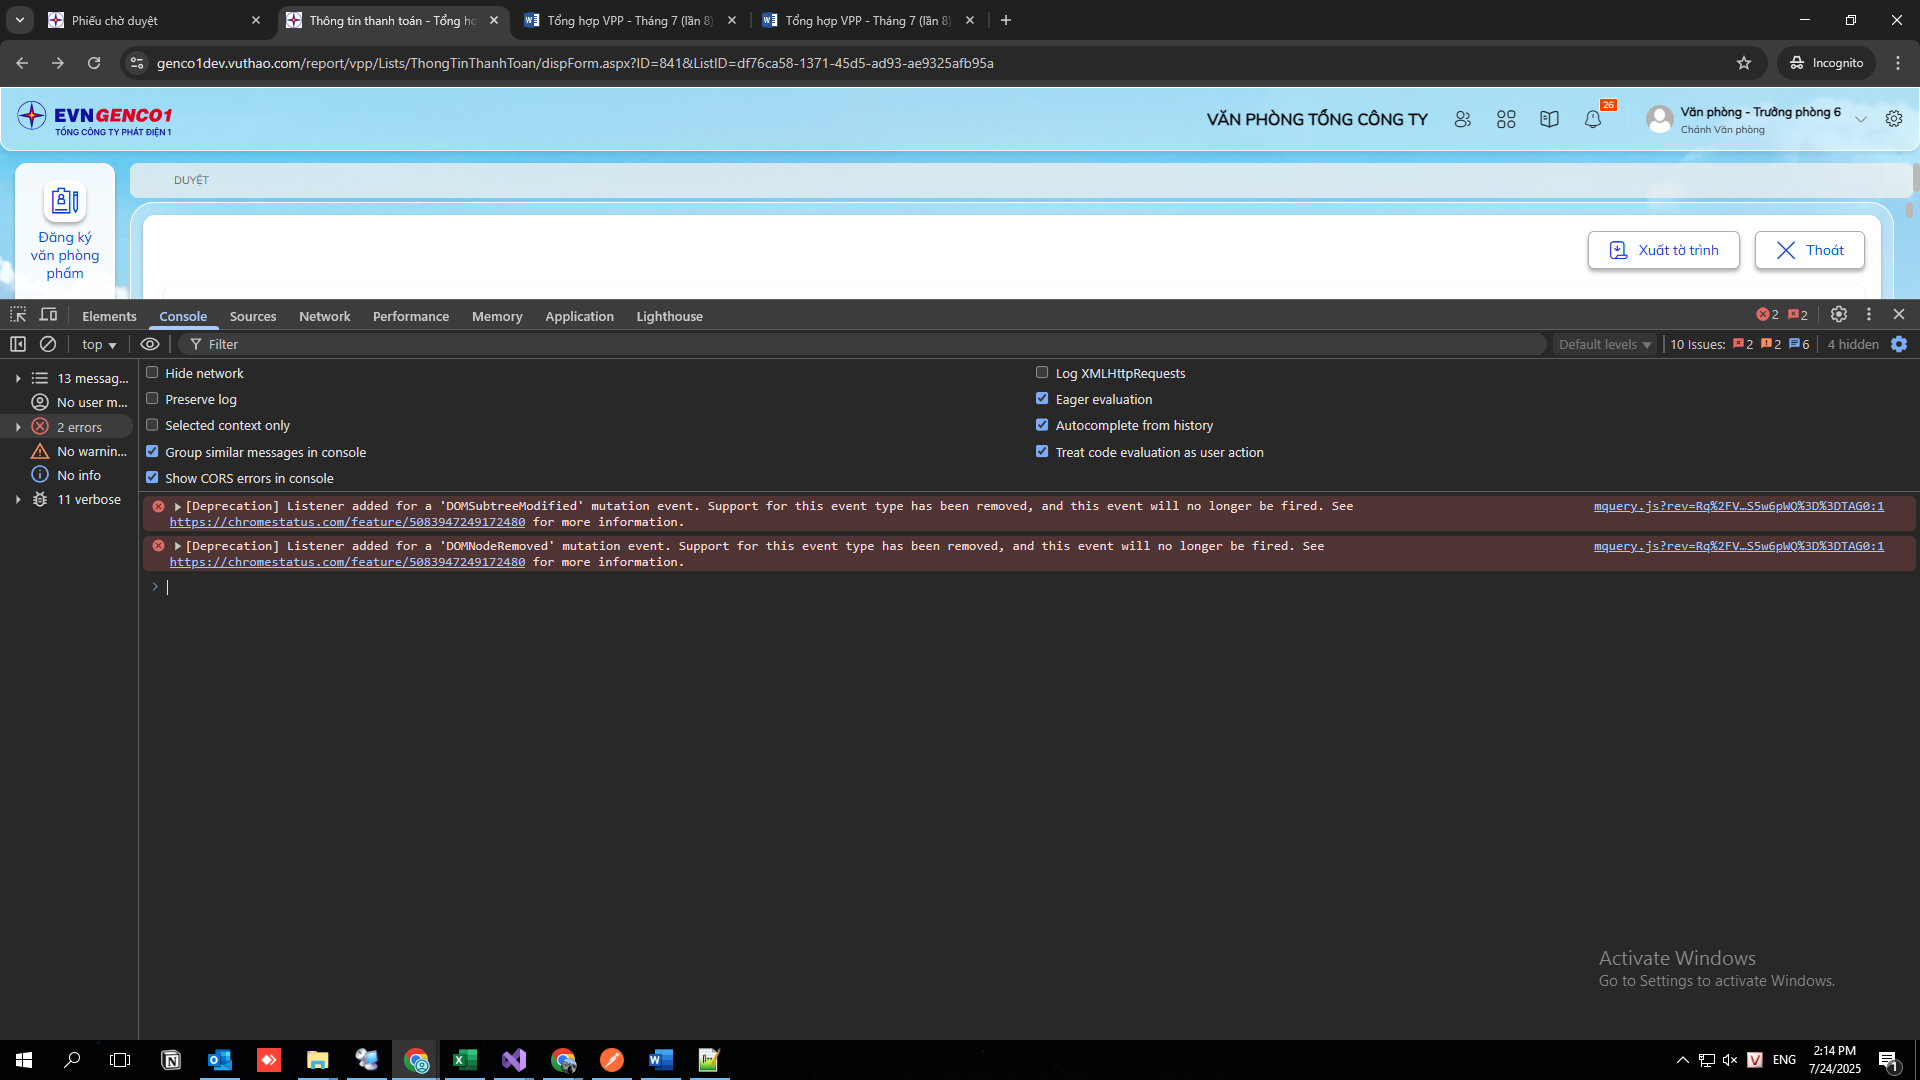 Phiếu chờ duyệt
Thông tin thanh toán - Tổng hợ
Tổng hợp VPP - Tháng 7 (lần 8)
Tổng hợp VPP - Tháng 7 (lần 8)
genco1dev.vuthao.com/report/vpp/Lists/ThongTinThanhToan/dispForm.aspx?ID=841&ListID=df76ca58-1371-45d5-ad93-ae9325afb95a
Incognito
EVNGENCO1
TỔNG CÔNG TY PHÁT ĐIỆN 1
VĂN PHÒNG TỔNG CÔNG TY
26
Văn phòng - Trưởng phòng 6
Chánh Văn phòng
DUYỆT
Đăng ký
văn phòng
phẩm
Xuất tờ trình
Thoát
Elements
Console
Sources
Network
Performance
Memory
Application
Lighthouse
2
2
top
Filter
Default levels
10 Issues:
2
2
6
4 hidden
13 messag...
No user m...
2 errors
No warnin...
No info
11 verbose
Hide network
Preserve log
Selected context only
Group similar messages in console
Show CORS errors in console
Log XMLHttpRequests
Eager evaluation
Autocomplete from history
Treat code evaluation as user action
[Deprecation] Listener added for a 'DOMSubtreeModified' mutation event. Support for this event type has been removed, and this event will no longer be fired. See
https://chromestatus.com/feature/5083947249172480 for more information.
mquery.js?rev=Rq%2FV…S5w6pWQ%3D%3DTAG0:1
[Deprecation] Listener added for a 'DOMNodeRemoved' mutation event. Support for this event type has been removed, and this event will no longer be fired. See
https://chromestatus.com/feature/5083947249172480 for more information.
mquery.js?rev=Rq%2FV…S5w6pWQ%3D%3DTAG0:1
Activate Windows
Go to Settings to activate Windows.
ENG
2:14 PM
7/24/2025
1